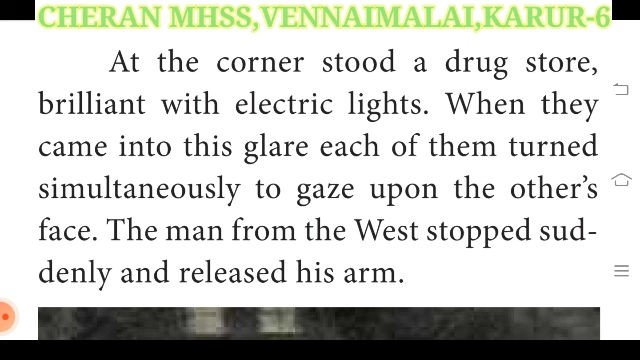 CHERAN MHSS,VENNAIMALAI,KARUR-6
At the corner stood a drug store,
brilliant with electric lights. When they
came into this glare each of them turned
simultaneously to gaze upon the other’s
face. The man from the West stopped sud-
denly and released his arm.